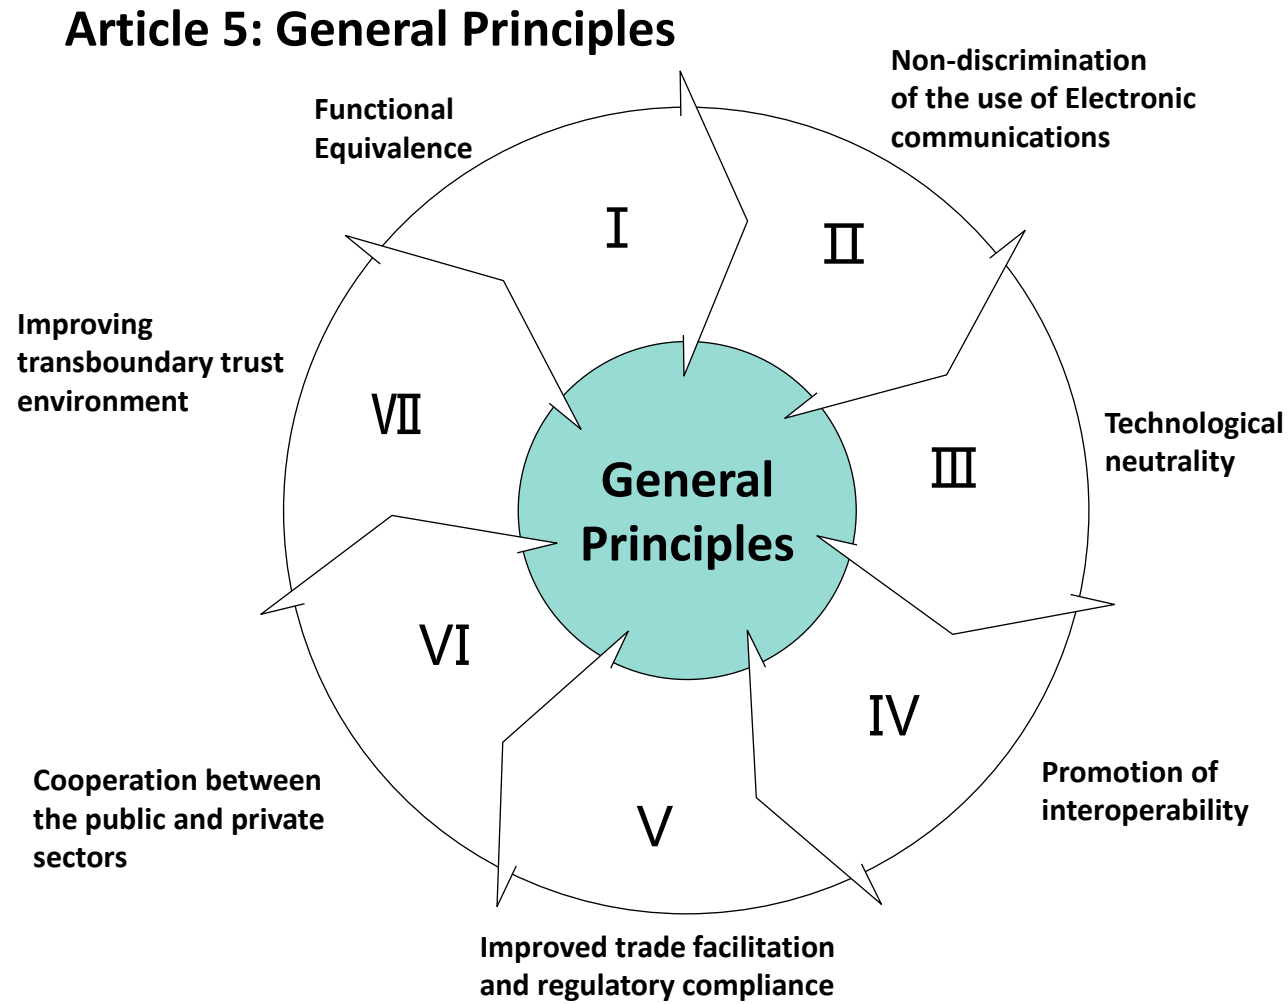 Article 5: General Principles
Functional
Equivalence
I
Non-discrimination
of the use of Electronic
communications
II
Technological
neutrality
III
Promotion of
interoperability
IV
Improved trade facilitation
and regulatory compliance
V
Cooperation between
the public and private
sectors
VI
Improving
transboundary trust
environment
VII
General
Principles